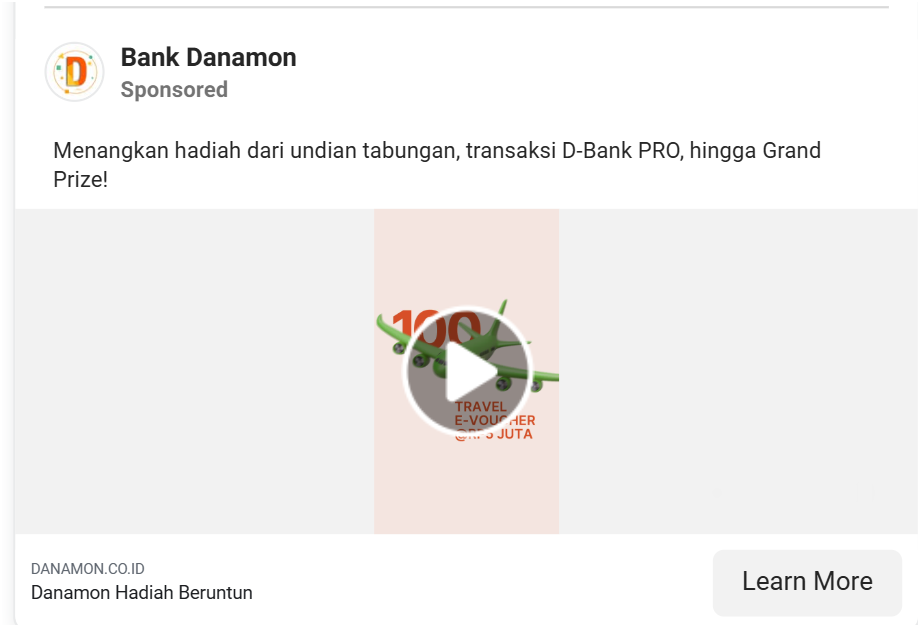 D
Bank Danamon
Sponsored
Menangkan hadiah dari undian tabungan, transaksi D-Bank PRO, hingga Grand
Prize!
100
TRAVEL
E-VOUCHER
@RP5 JUTA
DANAMON.CO.ID
Danamon Hadiah Beruntun
Learn More